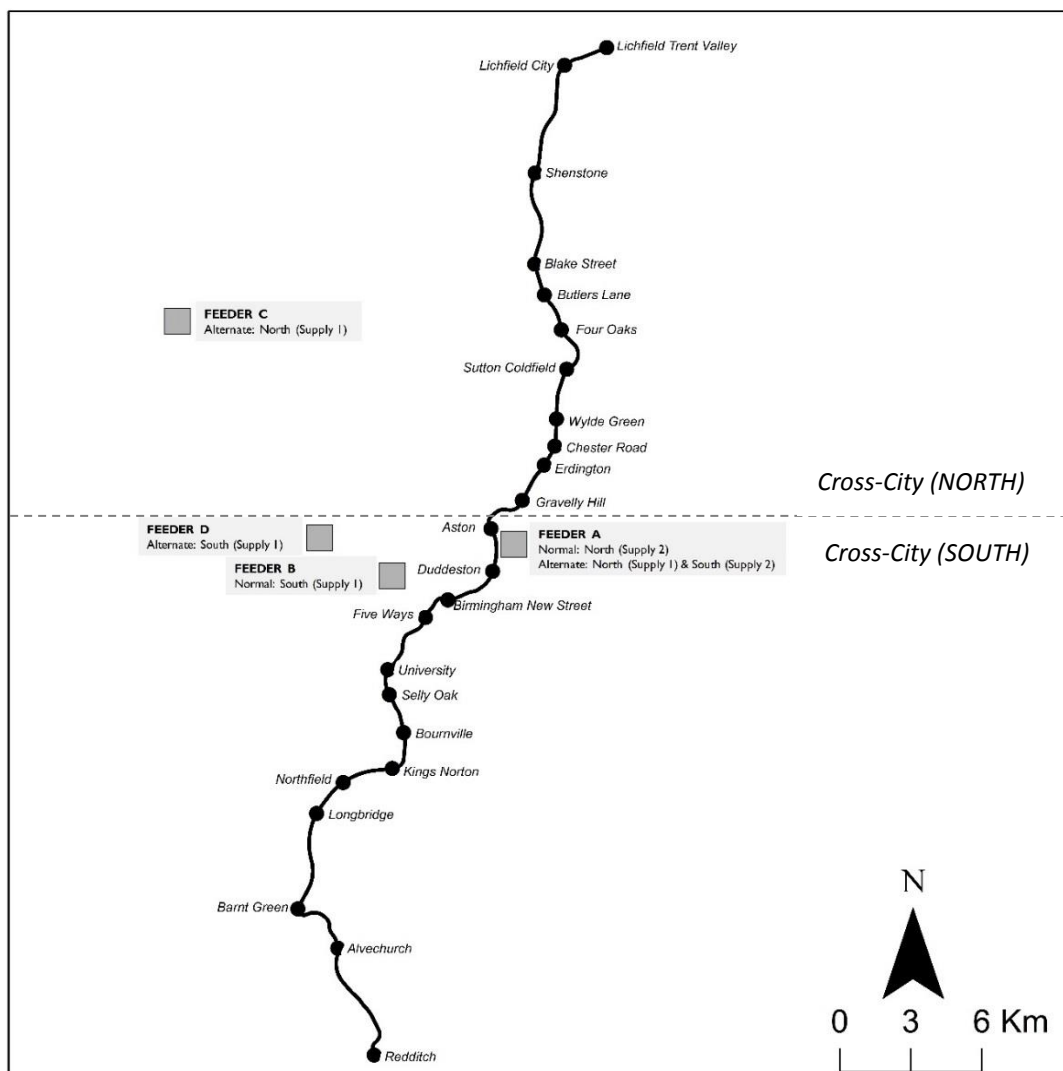 Lichfield Trent Valley
Lichfield City
Shenstone
Blake Street
Butlers Lane
FEEDER C
Alternate: North (Supply 1)
Four Oaks
Sutton Coldfield
Wylde Green
Chester Road
Erdington
Cross-City (NORTH)
Gravelly Hill
Aston
FEEDER D
Alternate: South (Supply 1)
FEEDER A
Normal: North (Supply 2)
Alternate: North (Supply 1) & South (Supply 2)
Cross-City (SOUTH)
FEEDER B
Normal: South (Supply 1)
Duddeston
Birmingham New Street
Five Ways
University
Selly Oak
Bournville
Kings Norton
Northfield
Longbridge
Barnt Green
Alvechurch
Redditch
N
0 3 6 Km